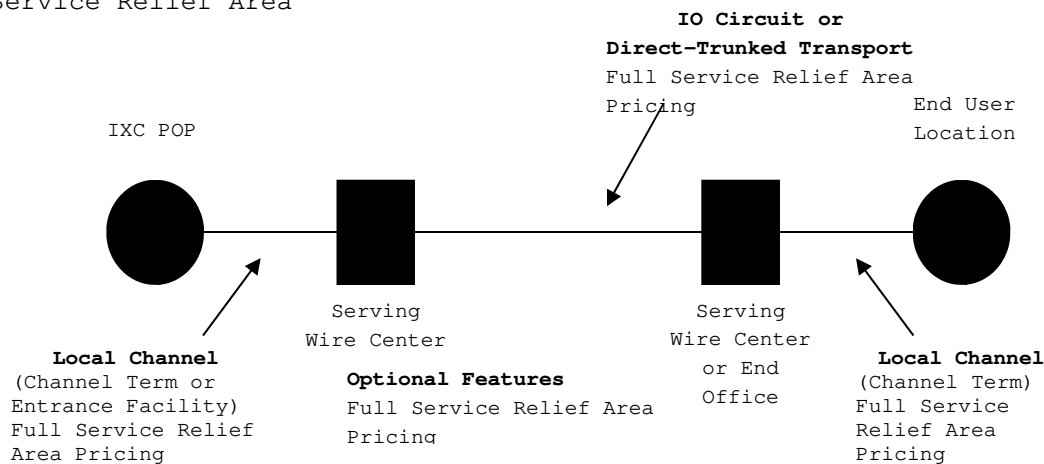 Service Relief Area
IO Circuit or
Direct-Trunked Transport
Full Service Relief Area
Pricing
End User
Location
IXC POP
Serving
Wire Center
Serving
Wire Center
or End
Office
Local Channel
(Channel Term or
Entrance Facility)
Full Service Relief
Area Pricing
Optional Features
Full Service Relief Area
Pricing
Local Channel
(Channel Term)
Full Service
Relief Area
Pricing